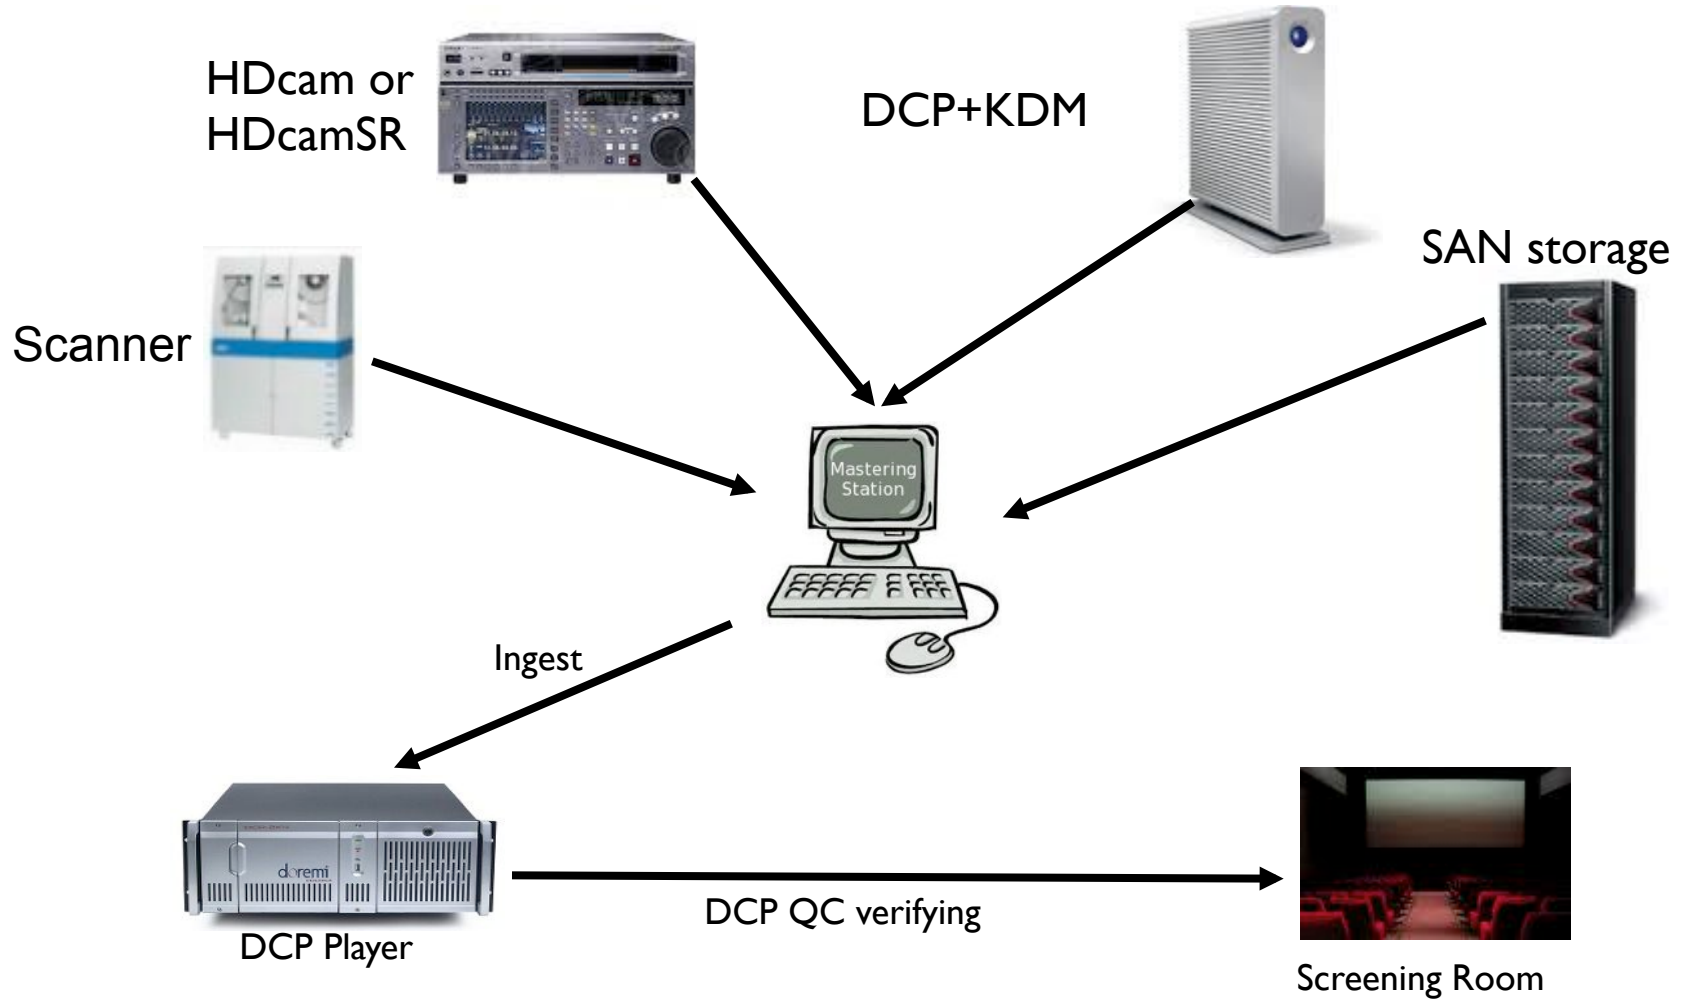 HDcam or
HDcamSR
DCP+KDM
SAN storage
Scanner
Mastering
Station
Ingest
doremi
DCP Player
DCP QC verifying
Screening Room